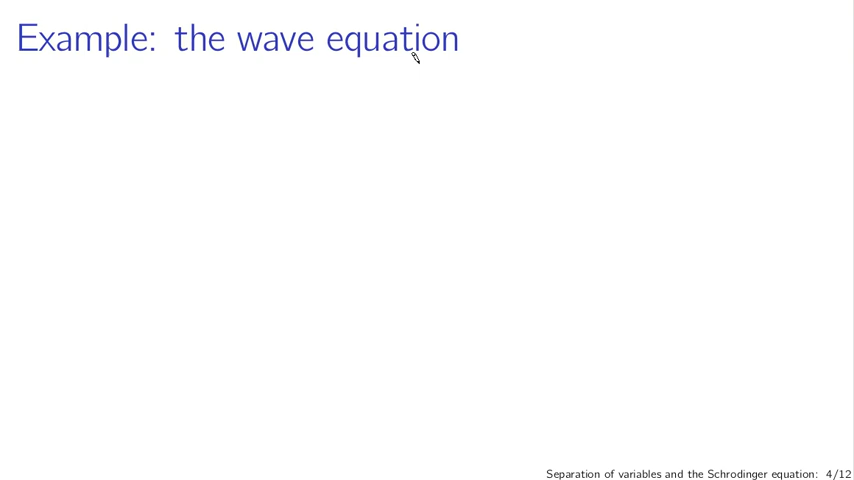 Example: the wave equation
Separation of variables and the Schrodinger equation: 4/12